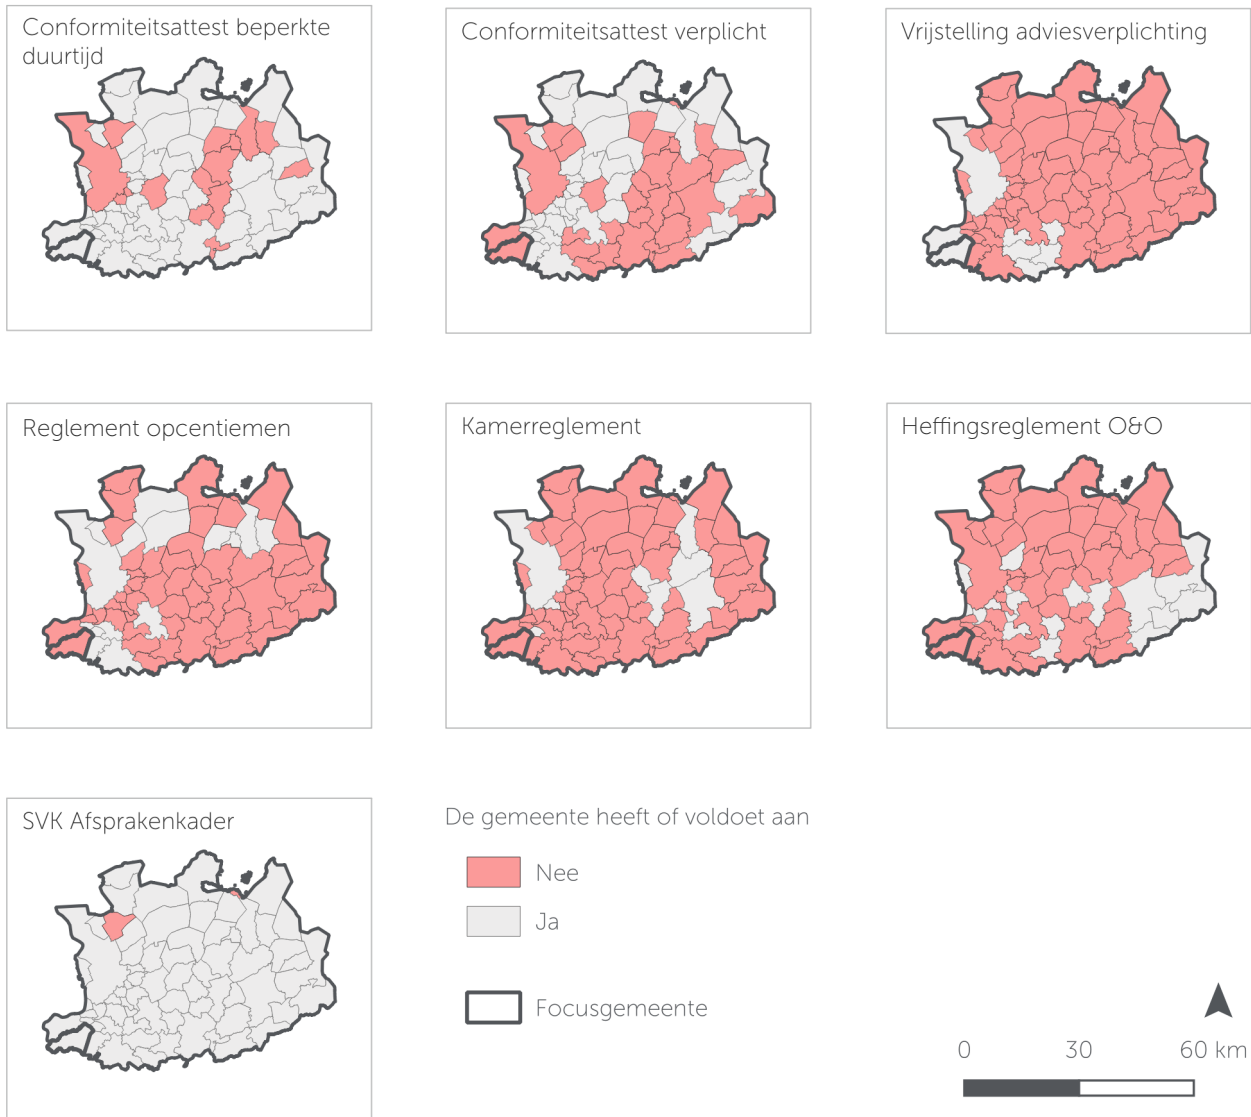 Conformiteitsattest beperkte
duurtijd
Conformiteitsattest verplicht
Vrijstelling adviesverplichting
Reglement opcentiemen
Kamerreglement
Heffingsreglement O&O
SVK Afsprakenkader
De gemeente heeft of voldoet aan
Nee
Ja
Focusgemeente
0 30 60 km